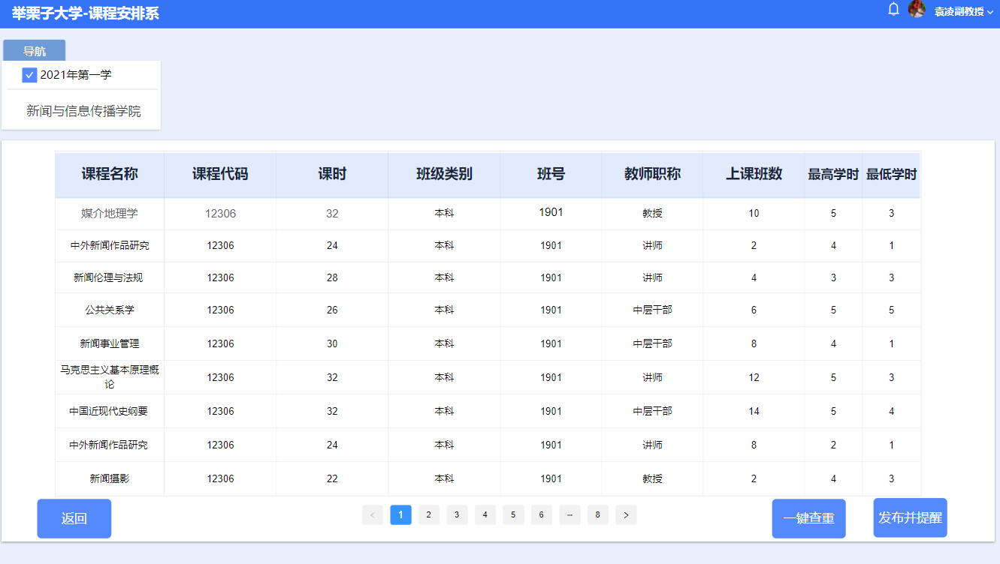 举栗子大学-课程安排系
袁凌副教授
导航
2021年第一学
新闻与信息传播学院
课程名称 课程代码 课时 班级类别 班号 教师职称 上课班数 最高学时 最低学时
媒介地理学 12306 32 本科 1901 教授 10 5 3
中外新闻作品研究 12306 24 本科 1901 讲师 2 4 1
新闻伦理与法规 12306 28 本科 1901 讲师 4 3 3
公共关系学 12306 26 本科 1901 中层干部 6 5 5
新闻事业管理 12306 30 本科 1901 中层干部 8 4 1
马克思主义基本原理概
论 12306 32 本科 1901 讲师 12 5 3
中国近现代史纲要 12306 32 本科 1901 中层干部 14 5 4
中外新闻作品研究 12306 24 本科 1901 讲师 8 2 1
新闻摄影 12306 22 本科 1901 教授 2 4 3
返回 < 1 2 3 4 5 6 ··· 8 > 一键查重 发布并提醒